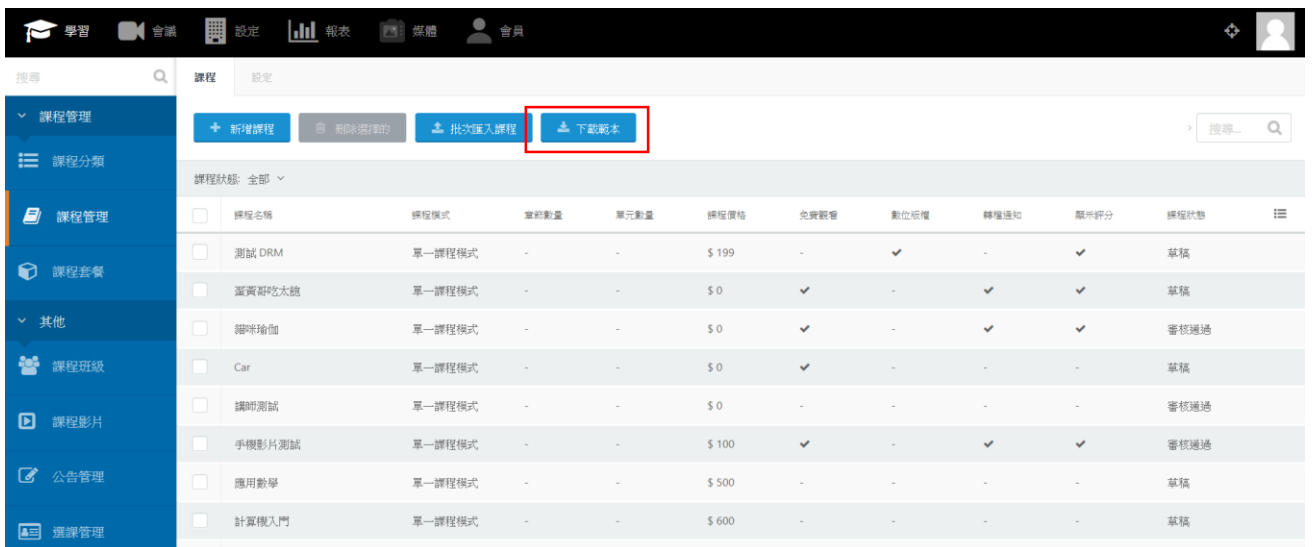 學習 會議 設定 報表 媒體 會員
搜尋
課程 設定
課程管理
新增課程 刪除選擇的 批次匯入課程 下載範本 搜尋...
課程分類
課程狀態: 全部
課程管理
課程名稱 課程模式 章節數量 單元數量 課程價格 免費觀看 數位版權 轉檔通知 顯示評分 課程狀態
測試 DRM 單一課程模式 - - $ 199 - - 草稿
課程套餐
蛋黃哥吃太飽 單一課程模式 - - $ 0 - 草稿
其他
貓咪瑜伽 單一課程模式 - - $ 0 - 審核通過
課程班級
Car 單一課程模式 - - $ 0 - - - 草稿
講師測試 單一課程模式 - - $ 0 - - - - 審核通過
課程影片
手機影片測試 單一課程模式 - - $ 100 - 審核通過
公告管理
應用數學 單一課程模式 - - $ 500 - - - - 草稿
計算機入門 單一課程模式 - - $ 600 - - - - 草稿
選課管理